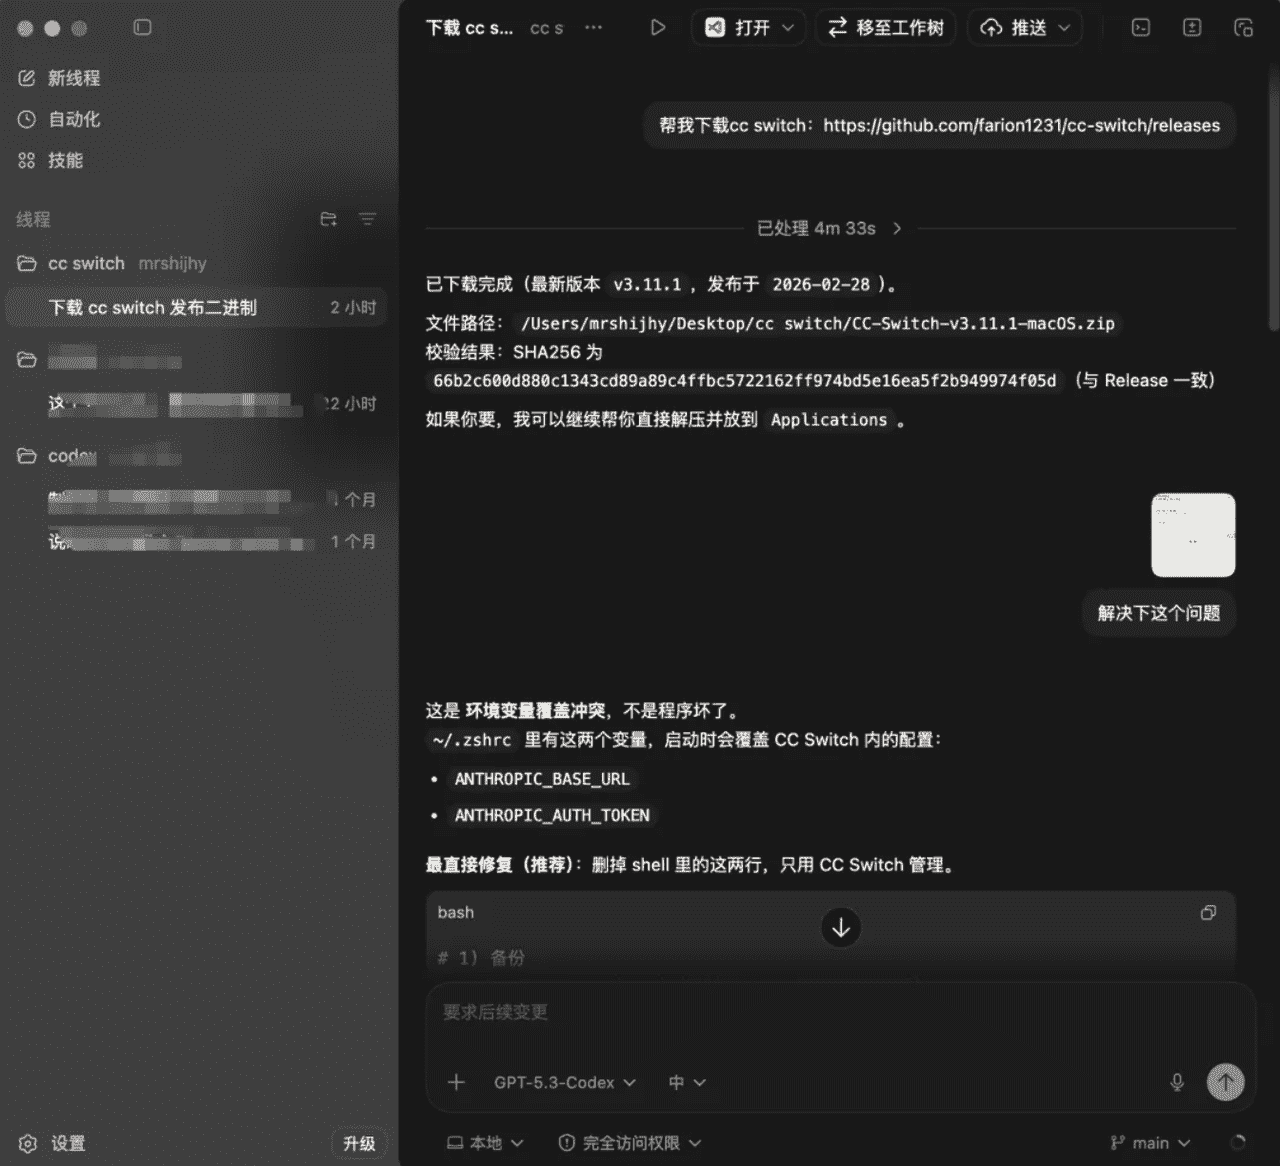 下载 cc s... cc s ...
打开
移至工作树
推送
新线程
自动化
技能
线程
cc switch mrshijhy
下载 cc switch 发布二进制 2 小时
22 小时
1 个月
1 个月
设置
升级
帮我下载cc switch：https://github.com/farion1231/cc-switch/releases
已处理 4m 33s
已下载完成（最新版本 v3.11.1 ，发布于 2026-02-28 ）。
文件路径： /Users/mrshijhy/Desktop/cc switch/CC-Switch-v3.11.1-macOS.zip
校验结果：SHA256 为
66b2c600d880c1343cd89a89c4ffbc5722162ff974bd5e16ea5f2b949974f05d （与 Release 一致）
如果你要，我可以继续帮你直接解压并放到 Applications 。
解决下这个问题
这是 环境变量覆盖冲突，不是程序坏了。
~/.zshrc 里有这两个变量，启动时会覆盖 CC Switch 内的配置：
• ANTHROPIC_BASE_URL
• ANTHROPIC_AUTH_TOKEN
最直接修复（推荐）：删掉 shell 里的这两行，只用 CC Switch 管理。
bash
# 1) 备份
要求后续变更
GPT-5.3-Codex 中
本地 完全访问权限 main